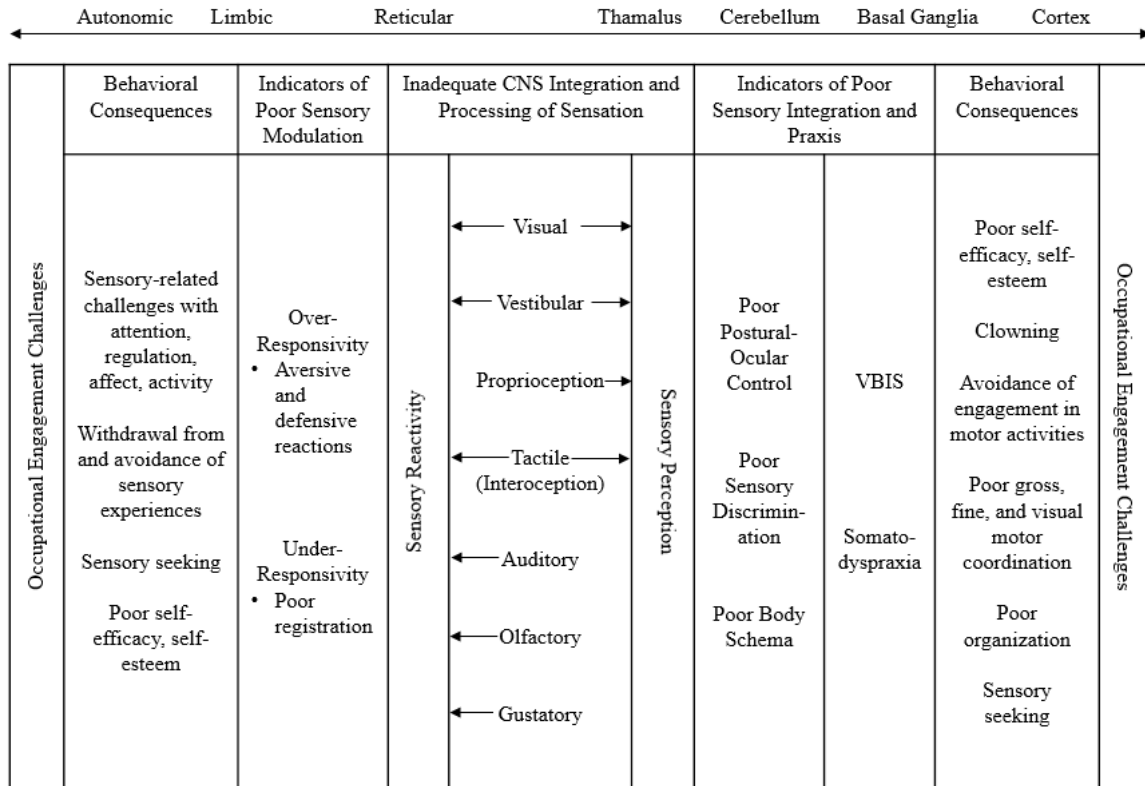 Autonomic Limbic Reticular Thamalus Cerebellum Basal Ganglia Cortex
Behavioral
Consequences
Indicators of
Poor Sensory
Modulation
Inadequate CNS Integration and
Processing of Sensation
Indicators of Poor
Sensory Integration and
Praxis
Behavioral
Consequences
Occupational Engagement Challenges
Sensory-related
challenges with
attention,
regulation,
affect, activity
Withdrawal from
and avoidance of
sensory
experiences
Sensory seeking
Poor self-
efficacy, self-
esteem
Over-
Responsivity
• Aversive
and
defensive
reactions
Under-
Responsivity
• Poor
registration
Sensory Reactivity
Visual
Vestibular
Proprioception
Tactile
(Interoception)
Auditory
Olfactory
Gustatory
Sensory Perception
Poor
Postural-
Ocular
Control
Poor
Sensory
Discrimin-
ation
Poor Body
Schema
VBIS
Somato-
dyspraxia
Poor self-
efficacy, self-
esteem
Clowning
Avoidance of
engagement in
motor activities
Poor gross,
fine, and visual
motor
coordination
Poor
organization
Sensory
seeking
Occupational Engagement Challenges